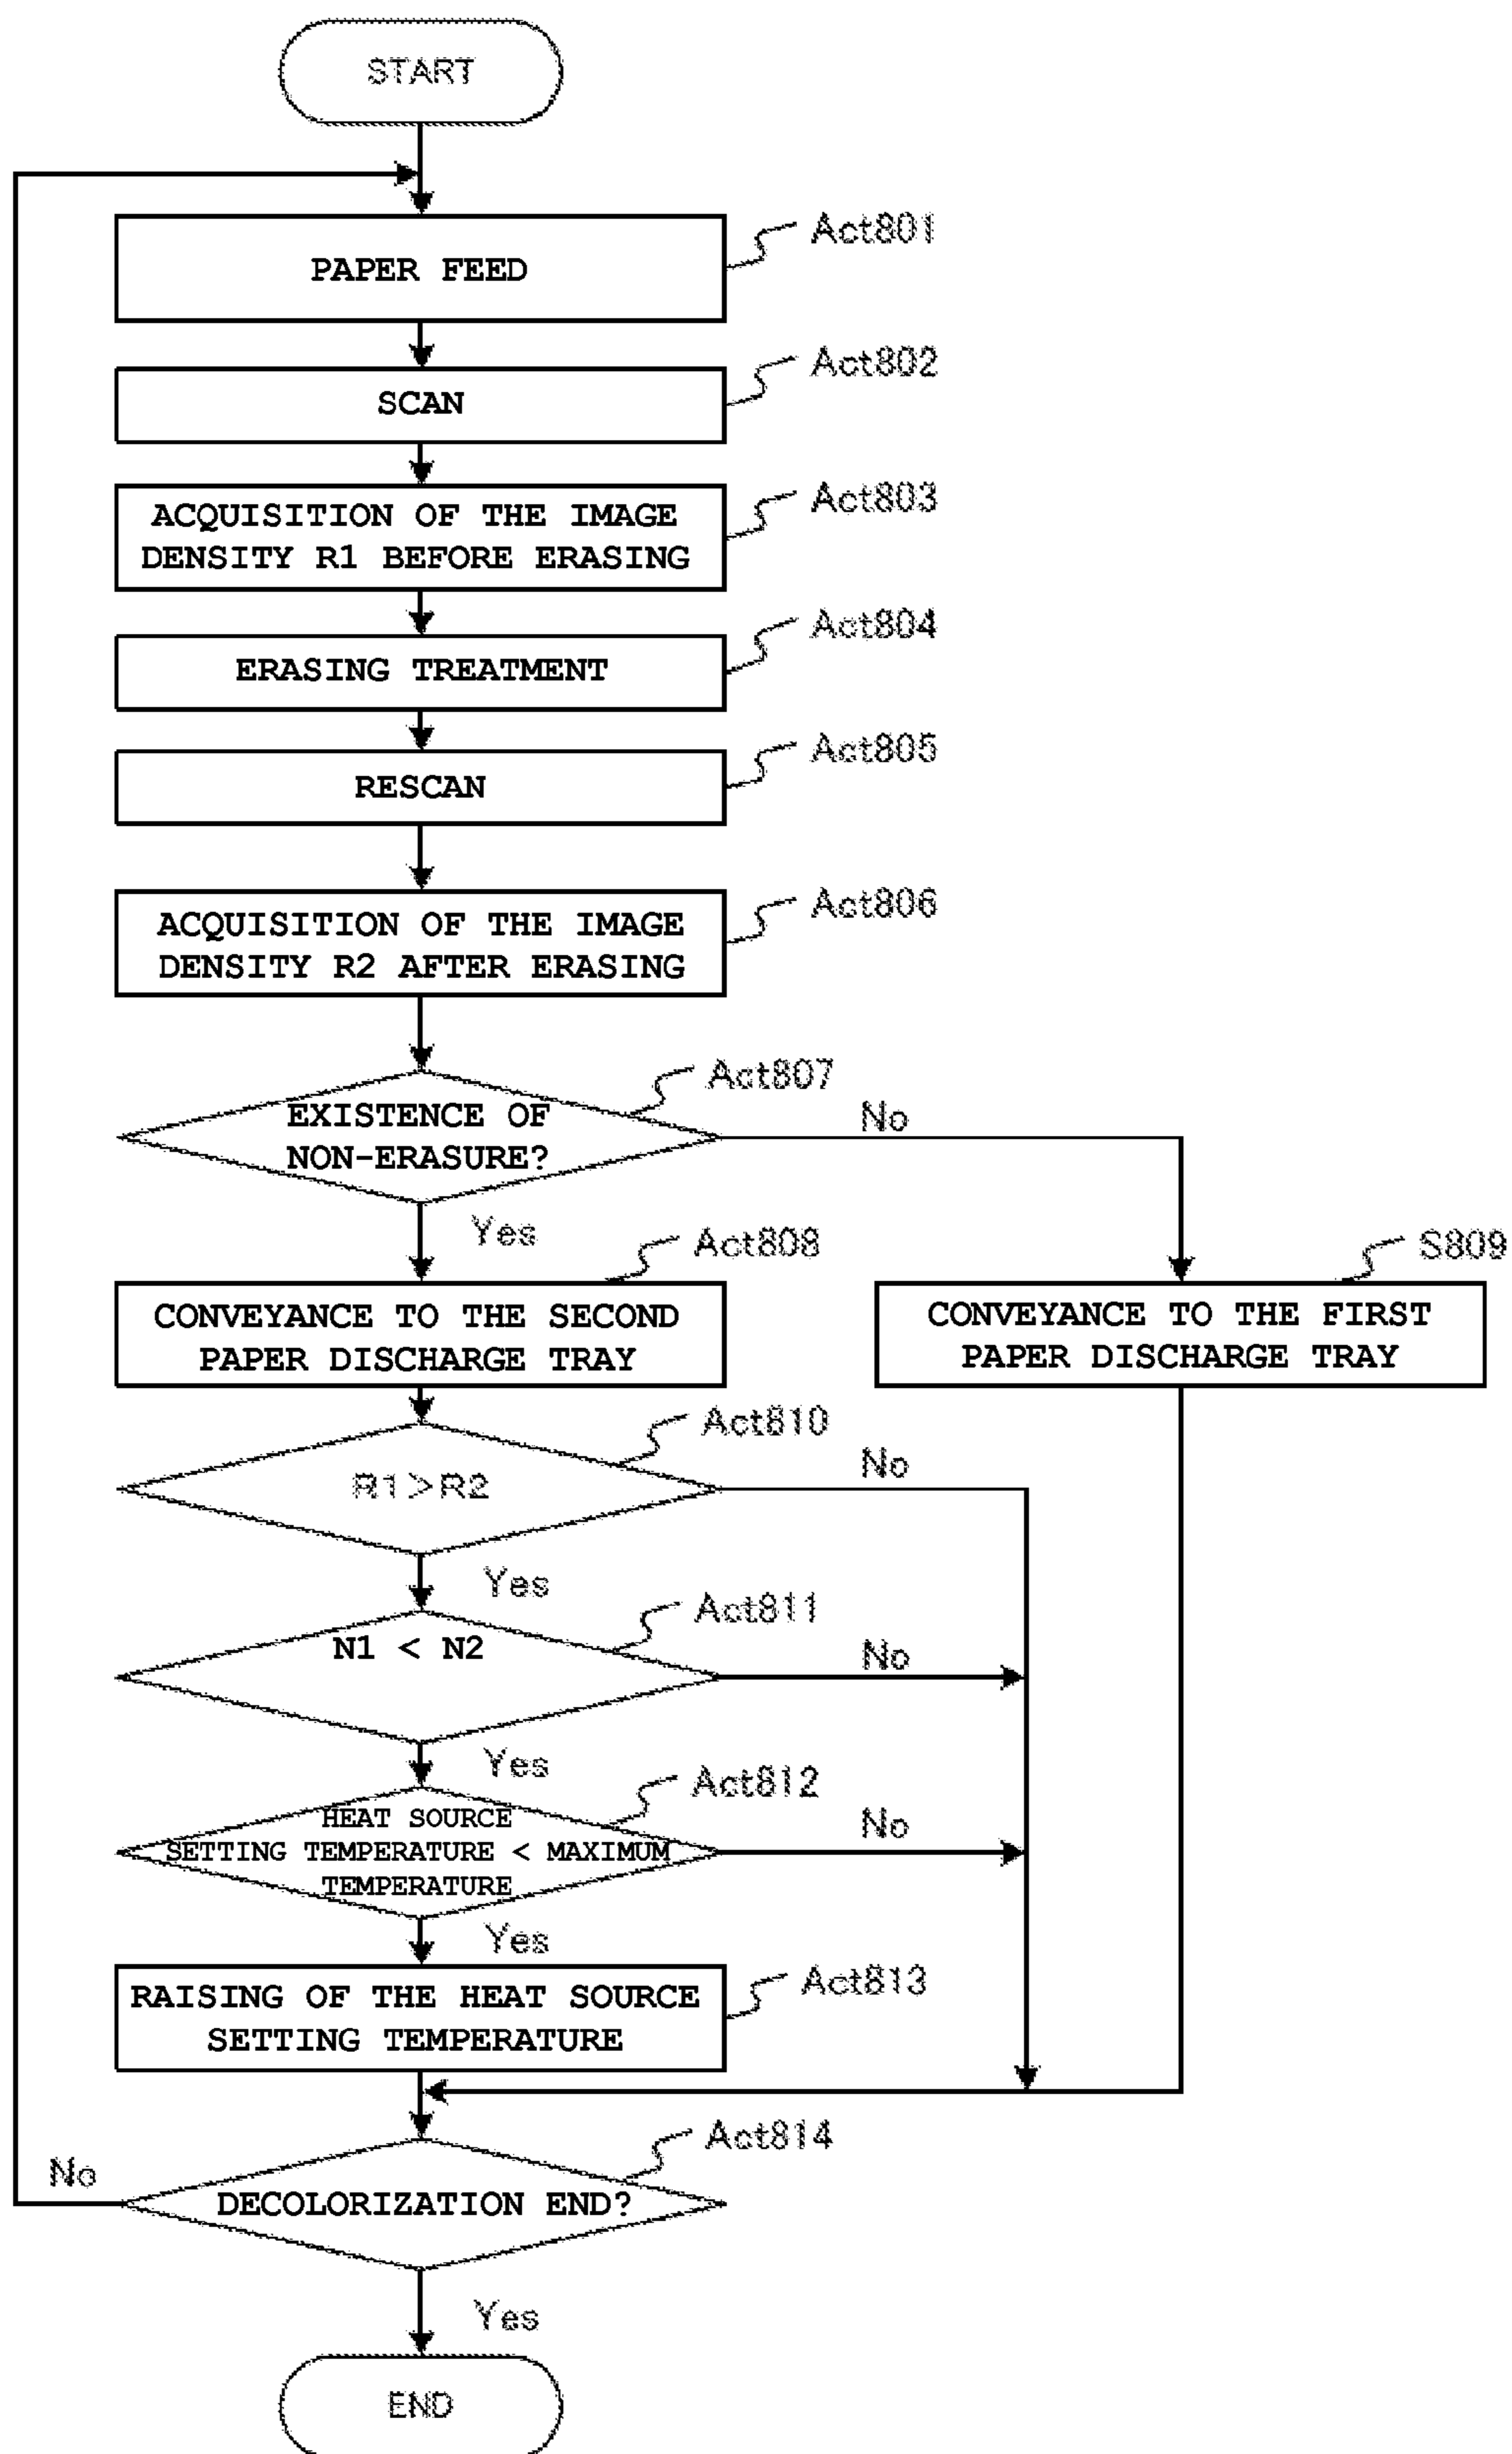 START
Act801
PAPER FEED
Act802
SCAN
Act803
ACQUISITION OF THE IMAGE
DENSITY R1 BEFORE ERASING
Act804
ERASING TREATMENT
Act805
RESCAN
Act806
ACQUISITION OF THE IMAGE
DENSITY R2 AFTER ERASING
Act807
EXISTENCE OF
NON-ERASURE?
No
Yes
Act808
S809
CONVEYANCE TO THE SECOND
PAPER DISCHARGE TRAY
CONVEYANCE TO THE FIRST
PAPER DISCHARGE TRAY
Act810
R1>R2
No
Yes
Act811
N1 < N2
No
Yes
Act812
HEAT SOURCE
SETTING TEMPERATURE < MAXIMUM
TEMPERATURE
No
Yes
Act813
RAISING OF THE HEAT SOURCE
SETTING TEMPERATURE
Act814
No
DECOLORIZATION END?
Yes
END